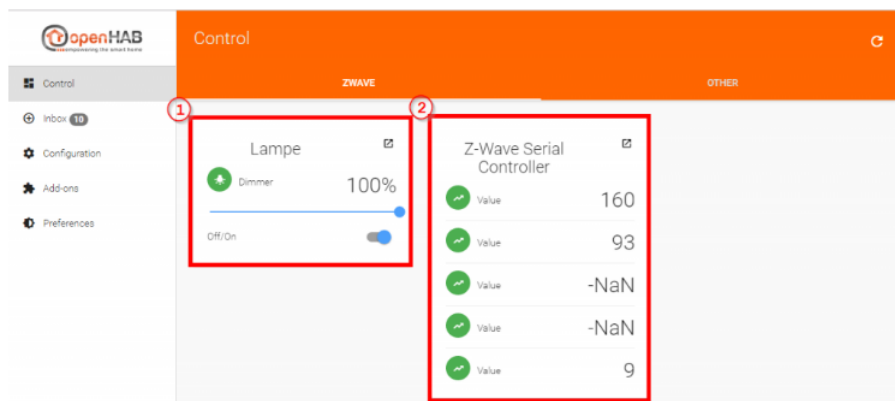 openHAB
empowering the smart home
Control
Control
ZWAVE
OTHER
Inbox 10
Configuration
Add-ons
Preferences
1
Lampe
Dimmer 100%
Off/On
2
Z-Wave Serial
Controller
Value 160
Value 93
Value -NaN
Value -NaN
Value 9